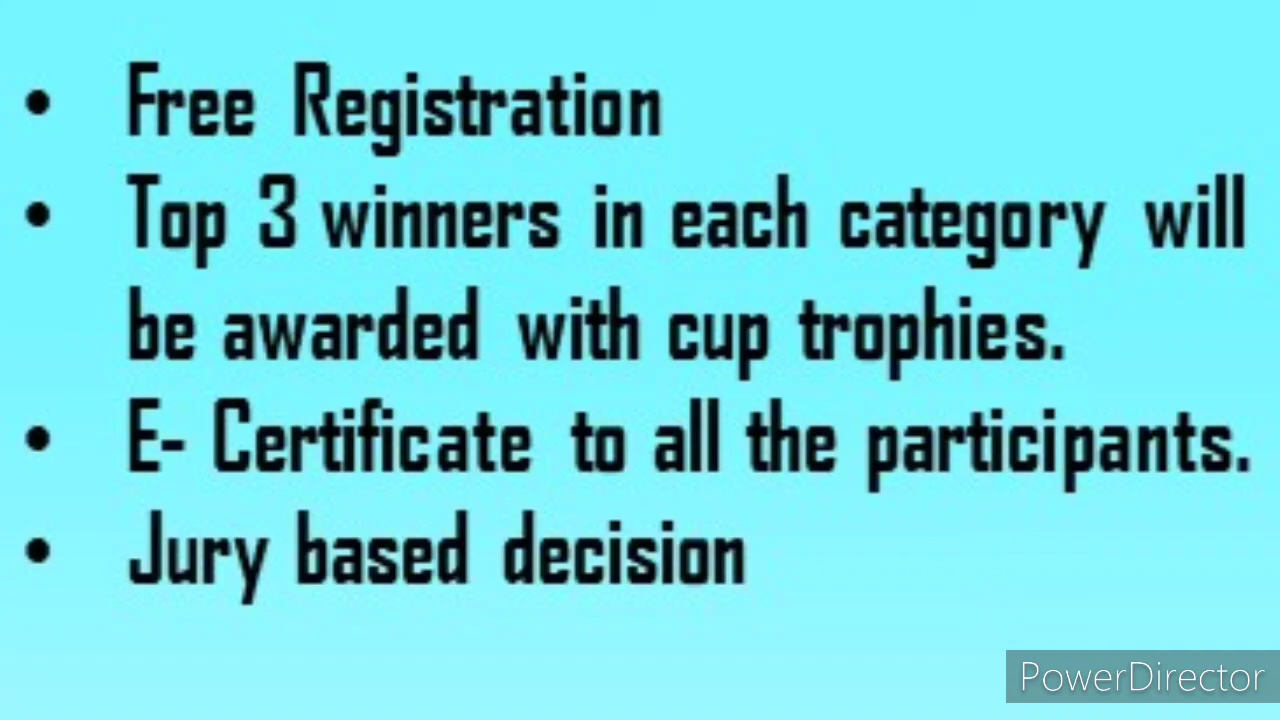 • Free Registration
• Top 3 winners in each category will
be awarded with cup trophies.
• E- Certificate to all the participants.
• Jury based decision
PowerDirector